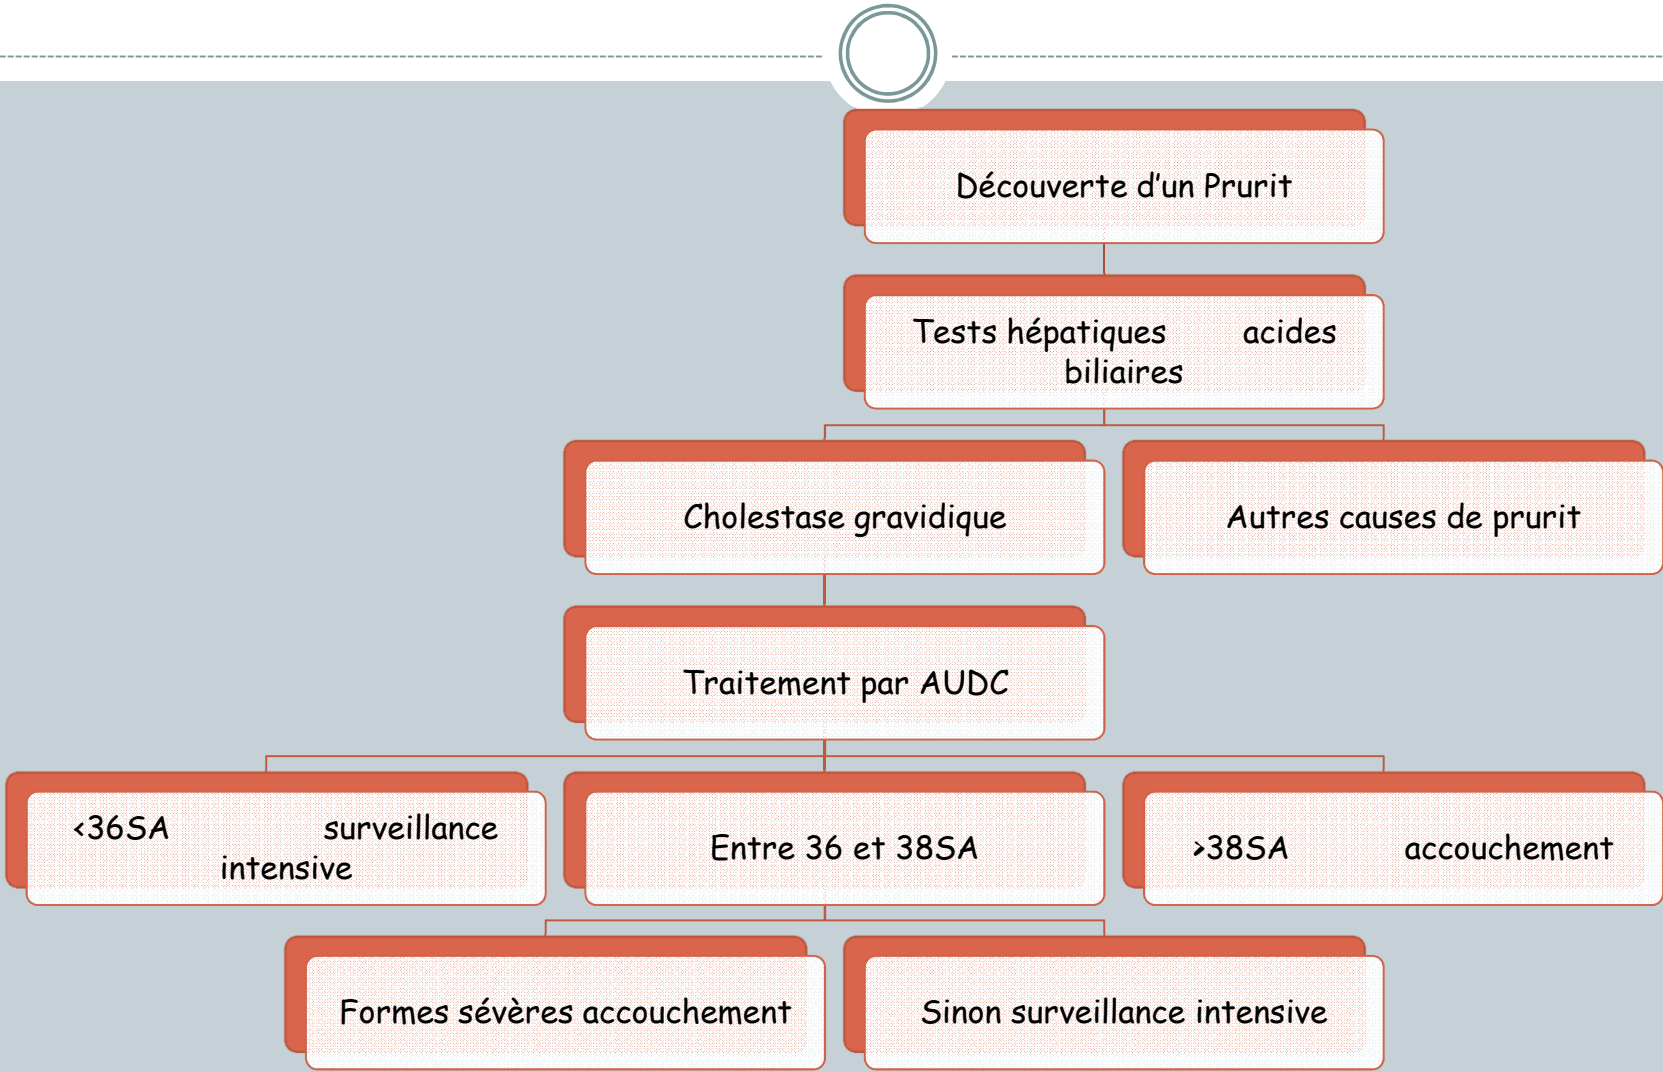 Découverte d'un Prurit
Tests hépatiques acides
biliaires
Cholestase gravidique
Autres causes de prurit
Traitement par AUDC
<36SA surveillance
intensive
Entre 36 et 38SA
>38SA accouchement
Formes sévères accouchement
Sinon surveillance intensive